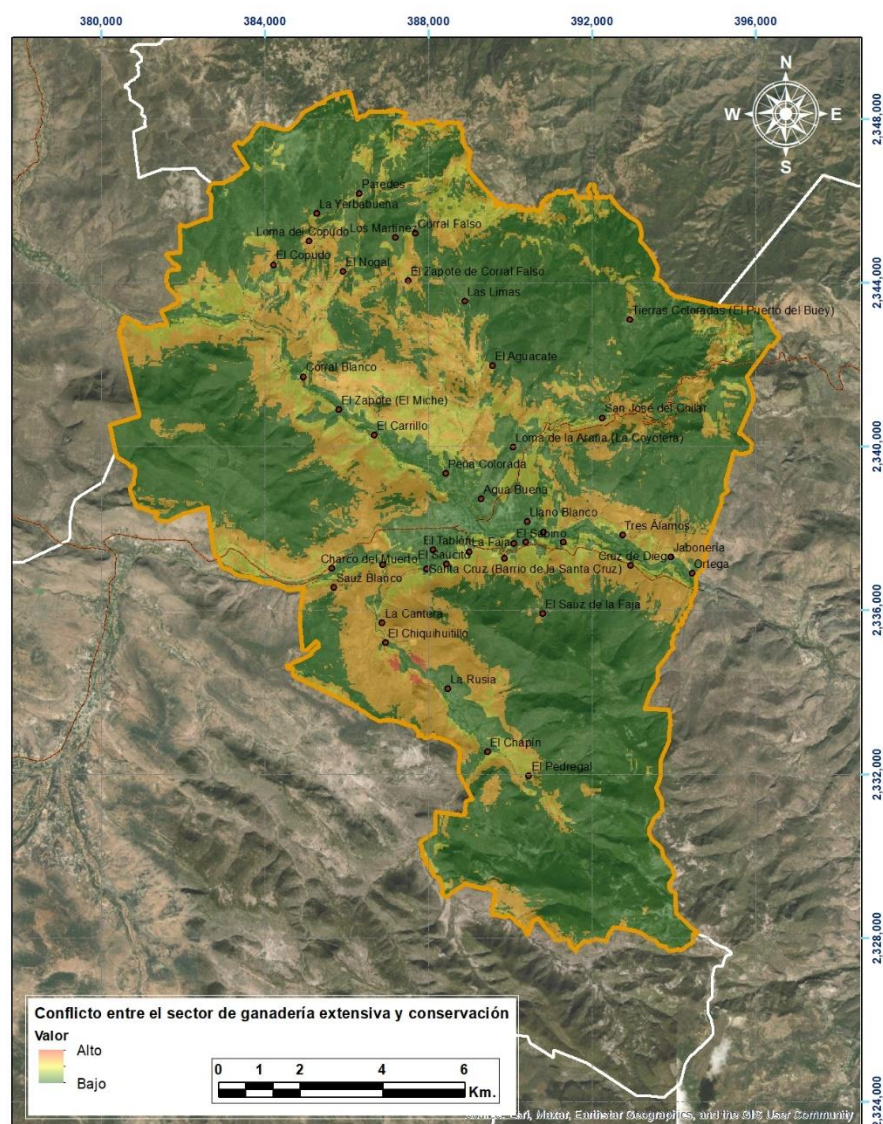 380,000
384,000
388,000
392,000
396,000
N
W
E
S
2,348,000
2,344,000
2,340,000
2,336,000
2,332,000
2,328,000
2,324,000
Paredes
La Yerbabuena
Loma del Copudo
Los Martínez
Corral Falso
El Copudo
El Nogal
El Zapote de Corral Falso
Las Limas
Tierras Coloradas (El Puerto del Buey)
El Aguacate
Corral Blanco
El Zapote (El Miche)
San José del Chilar
El Carrillo
Loma de la Araña (La Coyotera)
Peña Colorada
Agua Buena
Llano Blanco
Tres Álamos
El Tablón
La Faja
El Sabino
El Saucito
Charco del Muerto
Santa Cruz (Barrio de la Santa Cruz)
Cruz de Diego
Jabonería
Ortega
Sauz Blanco
La Cantura
El Sauz de la Faja
El Chiquihuitillo
La Rusia
El Chapín
El Pedregal
Conflicto entre el sector de ganadería extensiva y conservación
Valor
Alto
Bajo
0 1 2 4 6
Km.
Esri, Maxar, Earthstar Geographics, and the GIS User Community